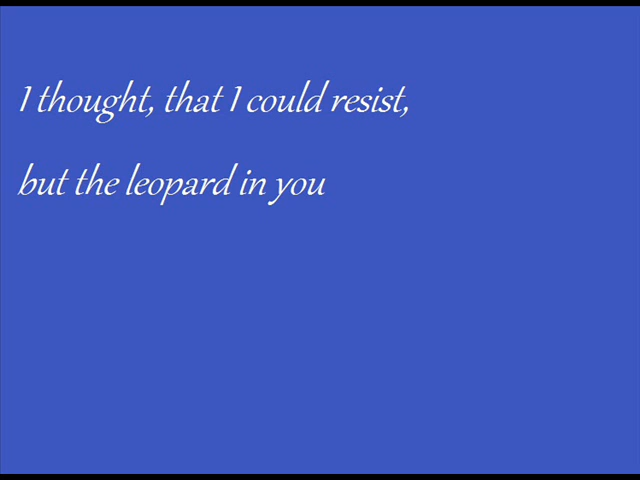 I thought, that I could resist,
but the leopard in you